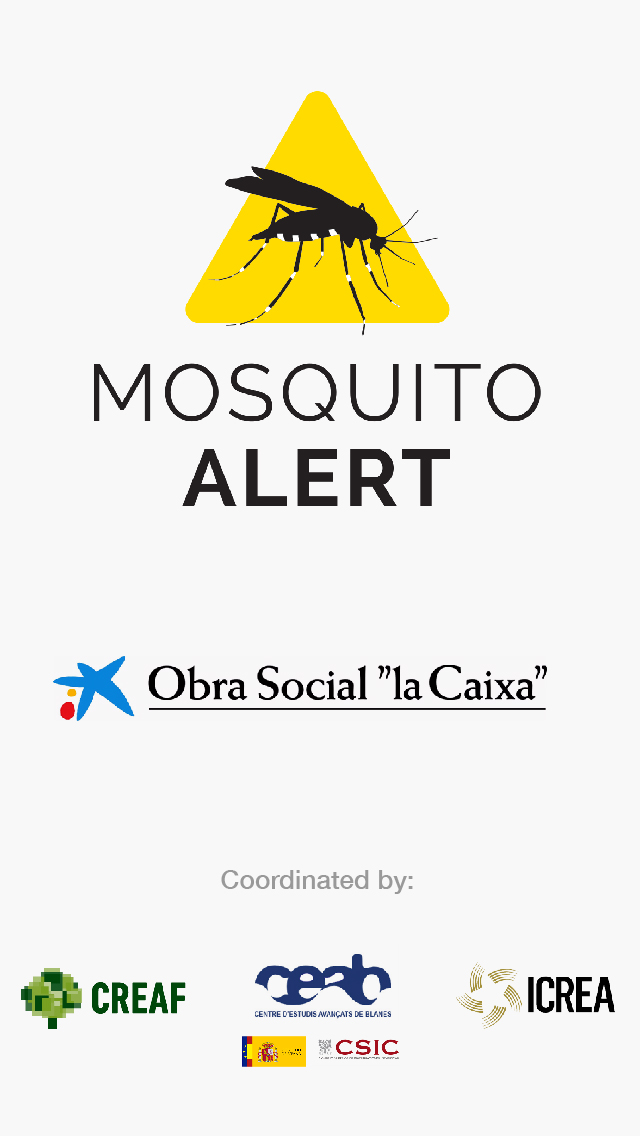 MOSQUITO
ALERT
Obra Social "la Caixa"
Coordinated by:
CREAF
ceab
CENTRE D'ESTUDIS AVANÇATS DE BLANES
ICREA
CSIC